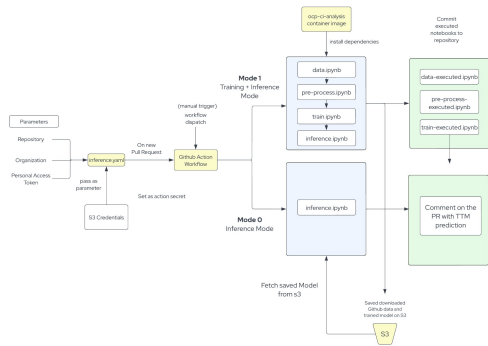 ocp-ci-analysis
container image
Commit
executed
notebooks to
repository
install dependencies
Mode 1
Training + Inference
Mode
data.ipynb
pre-process.ipynb
train.ipynb
inference.ipynb
data-executed.ipynb
pre-process-
executed.ipynb
train-executed.ipynb
(manual trigger)
workflow
dispatch
Parameters
Repository
Organization
Personal Access
Token
inference.yaml
On new
Pull Request
Github Action
Workflow
pass as
parameter
Set as action secret
S3 Credentials
Mode 0
Inference Mode
inference.ipynb
Comment on the
PR with TTM
prediction
Fetch saved Model
from s3
Saved downloaded
Github data and
trained model on S3
S3